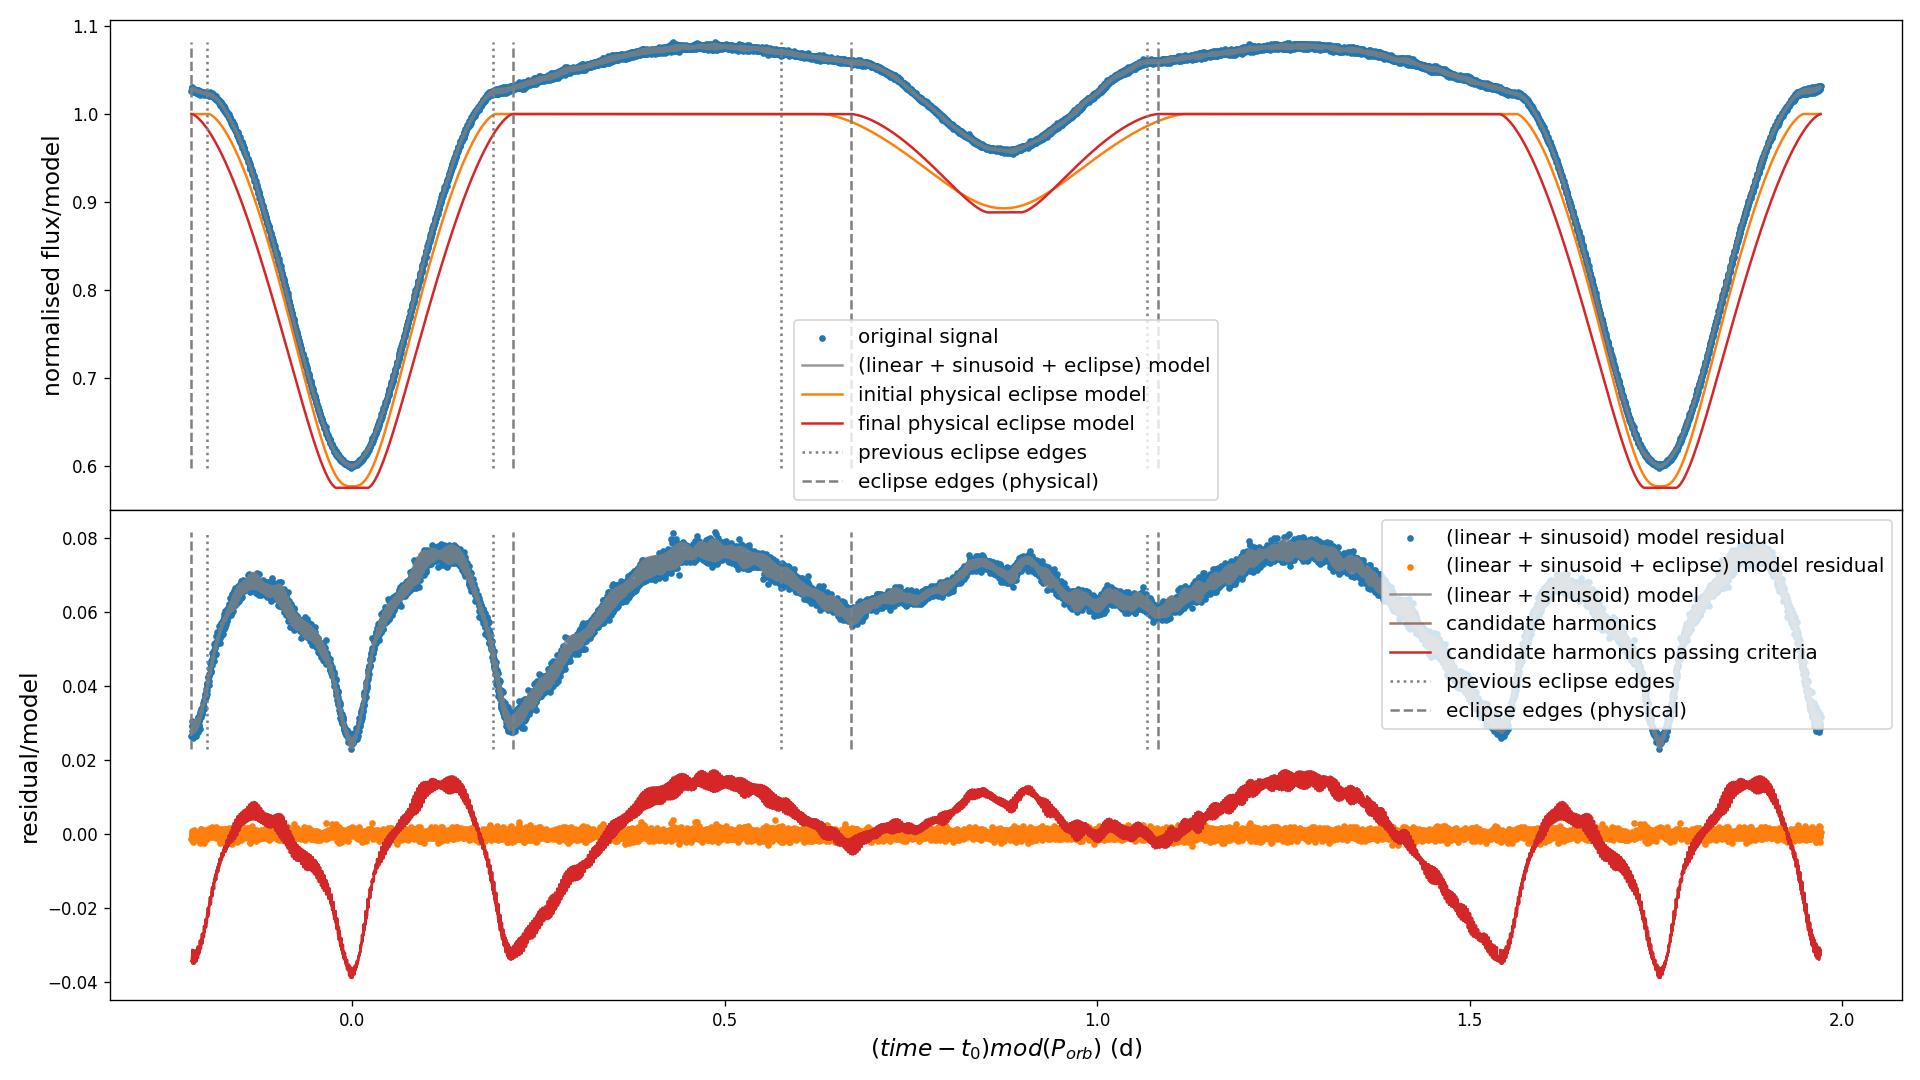 1.1
1.0
0.9
0.8
0.7
0.6
normalised flux/model
original signal
(linear + sinusoid + eclipse) model
initial physical eclipse model
final physical eclipse model
previous eclipse edges
eclipse edges (physical)
0.08
0.06
0.04
0.02
0.00
−0.02
−0.04
residual/model
(linear + sinusoid) model residual
(linear + sinusoid + eclipse) model residual
(linear + sinusoid) model
candidate harmonics
candidate harmonics passing criteria
previous eclipse edges
eclipse edges (physical)
0.0 0.5 1.0 1.5 2.0
(time − t₀)mod(P_orb) (d)